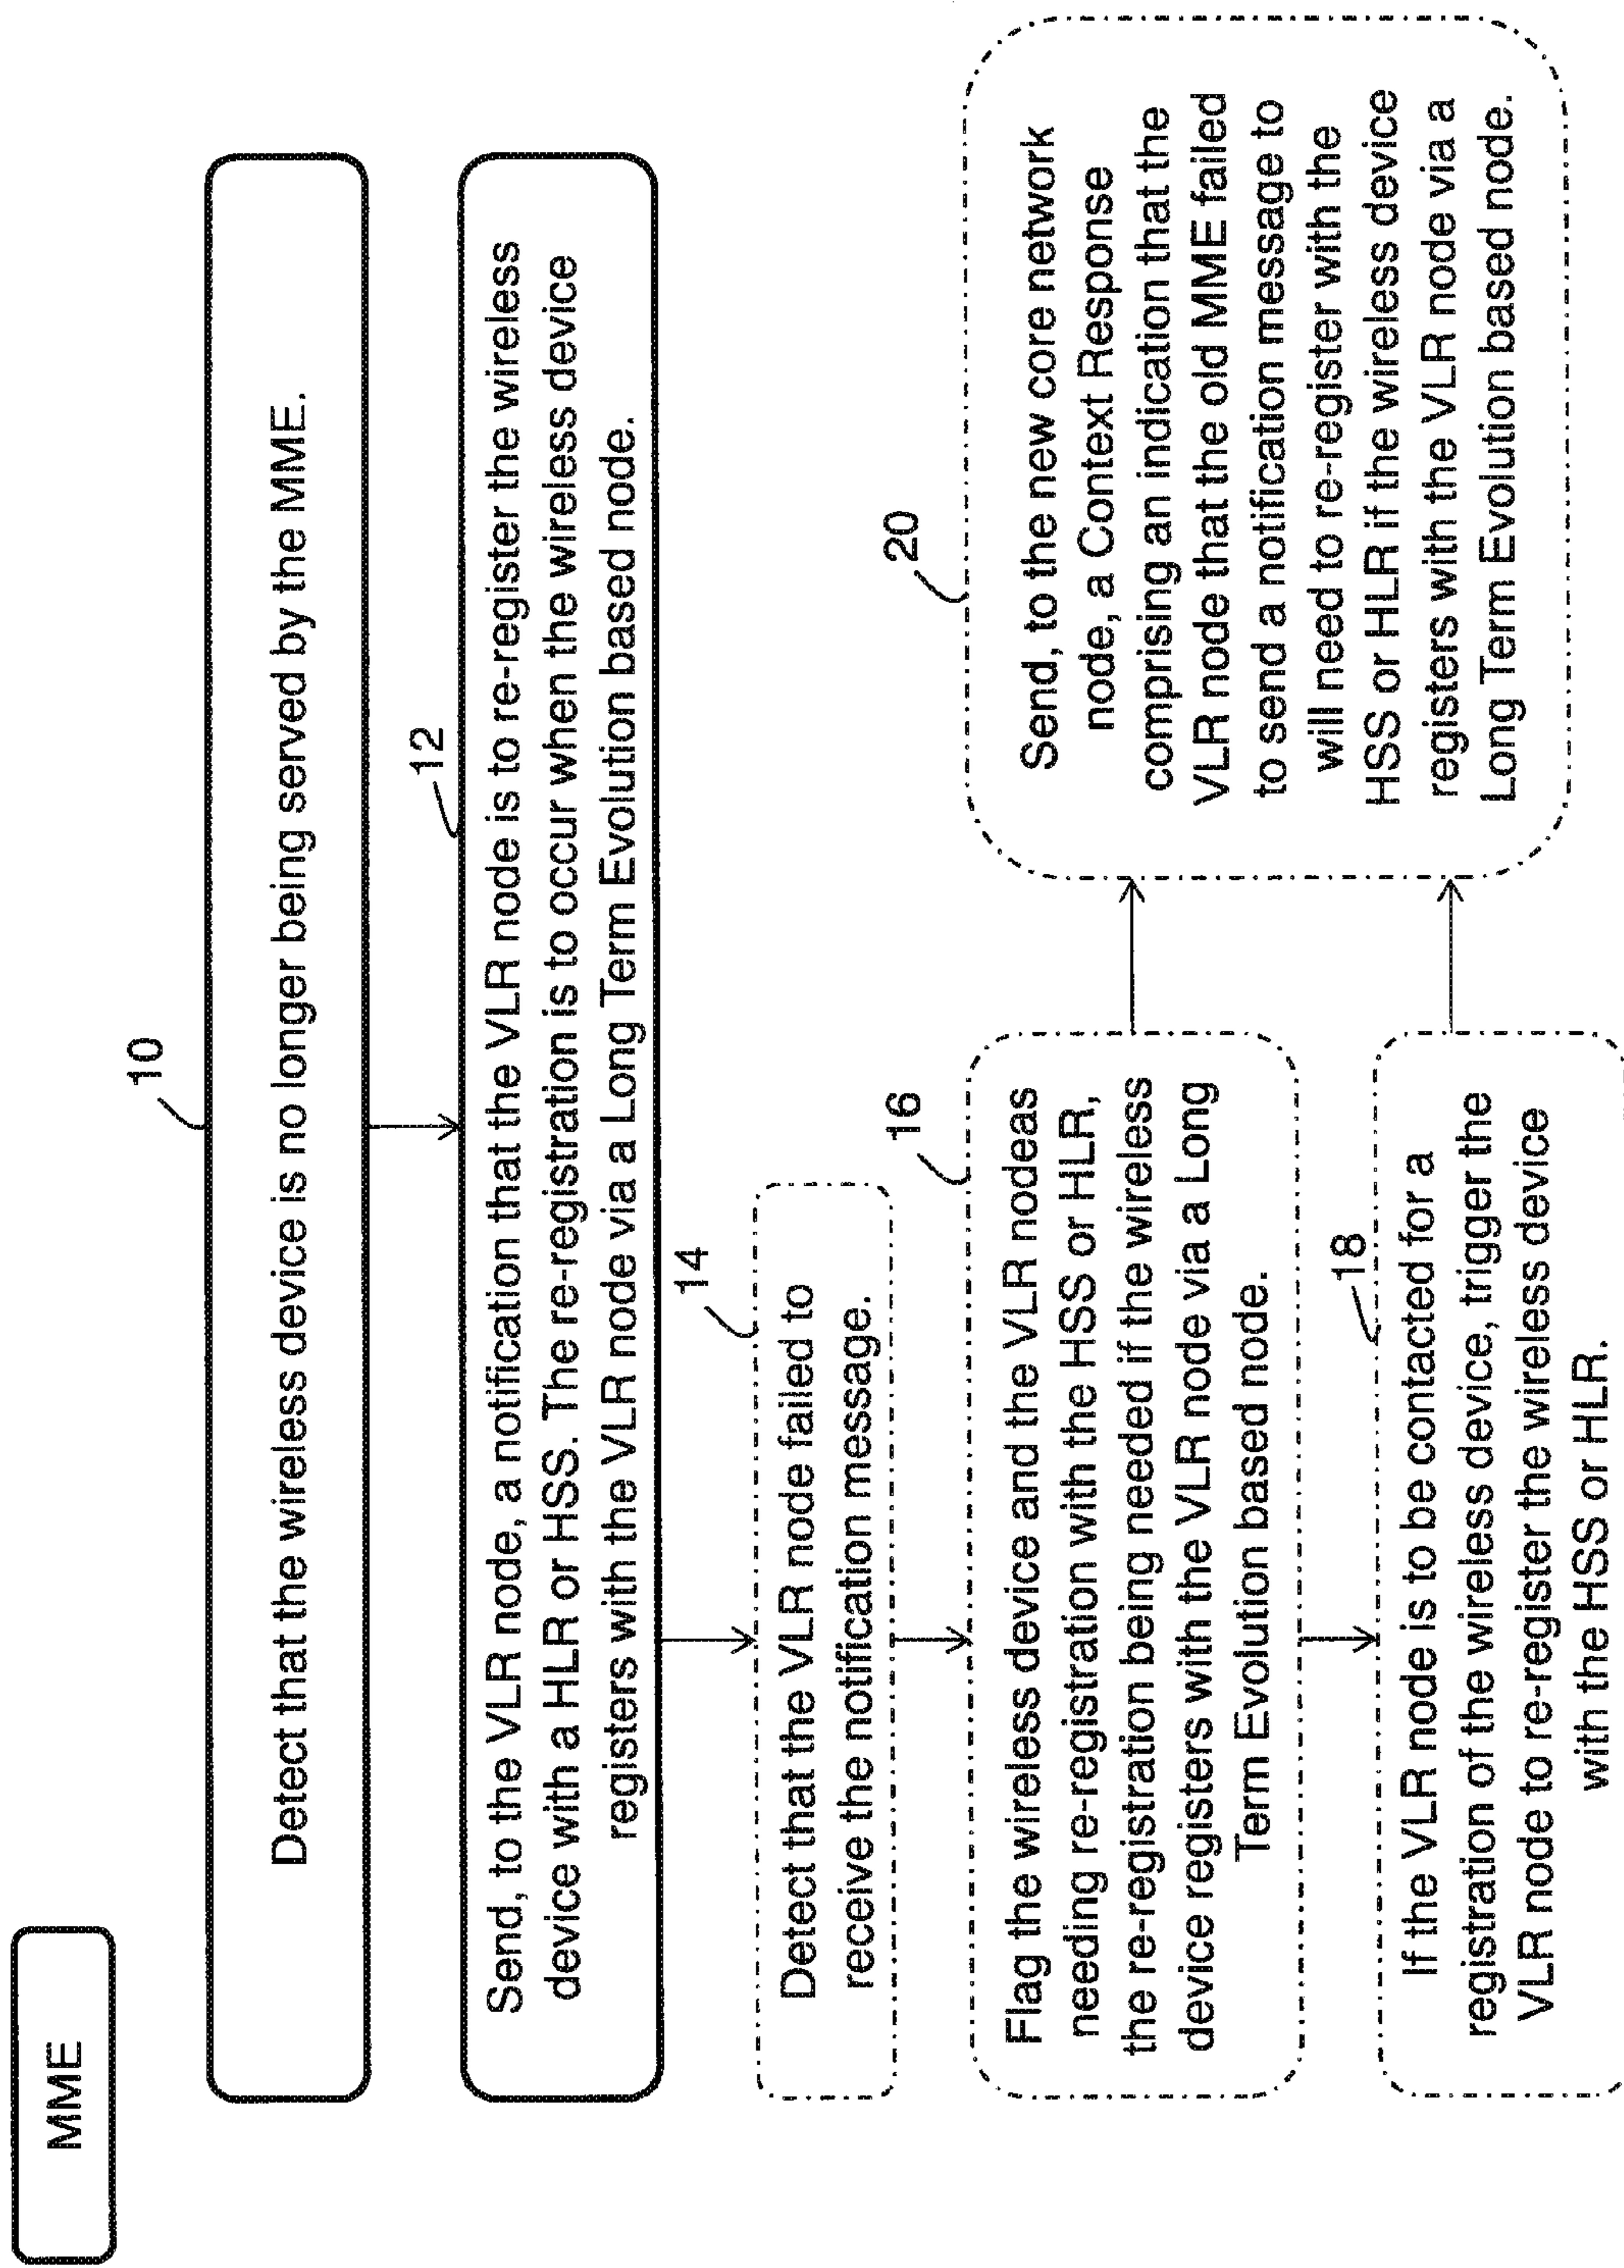 MME
10
Detect that the wireless device is no longer being served by the MME.
12
Send, to the VLR node, a notification that the VLR node is to re-register the wireless
device with a HLR or HSS. The re-registration is to occur when the wireless device
registers with the VLR node via a Long Term Evolution based node.
14
Detect that the VLR node failed to
receive the notification message.
16
Flag the wireless device and the VLR nodeas
needing re-registration with the HSS or HLR,
the re-registration being needed if the wireless
device registers with the VLR node via a Long
Term Evolution based node.
18
If the VLR node is to be contacted for a
registration of the wireless device, trigger the
VLR node to re-register the wireless device
with the HSS or HLR.
20
Send, to the new core network
node, a Context Response
comprising an indication that the
VLR node that the old MME failed
to send a notification message to
will need to re-register with the
HSS or HLR if the wireless device
registers with the VLR node via a
Long Term Evolution based node.